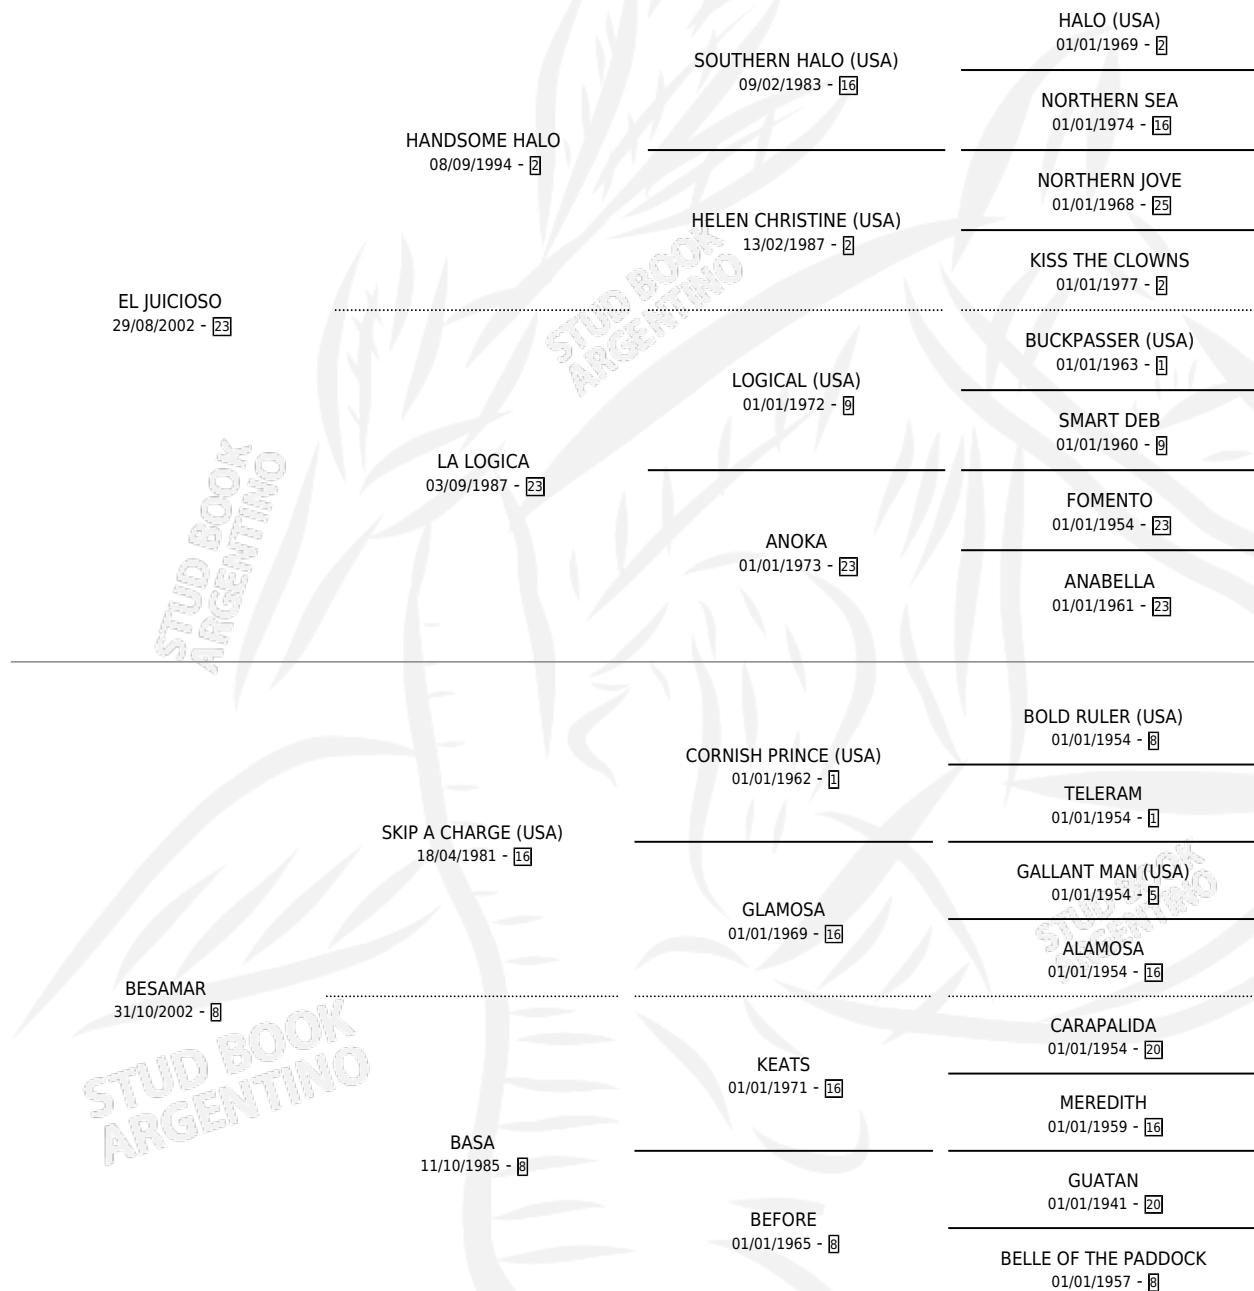 HALO (USA)
01/01/1969 - 2
SOUTHERN HALO (USA)
09/02/1983 - 16
NORTHERN SEA
01/01/1974 - 16
HANDSOME HALO
08/09/1994 - 2
NORTHERN JOVE
01/01/1968 - 25
HELEN CHRISTINE (USA)
13/02/1987 - 2
KISS THE CLOWNS
01/01/1977 - 2
EL JUICIOSO
29/08/2002 - 23
BUCKPASSER (USA)
01/01/1963 - 1
LOGICAL (USA)
01/01/1972 - 9
SMART DEB
01/01/1960 - 9
LA LOGICA
03/09/1987 - 23
FOMENTO
01/01/1954 - 23
ANOKA
01/01/1973 - 23
ANABELLA
01/01/1961 - 23
BOLD RULER (USA)
01/01/1954 - 8
CORNISH PRINCE (USA)
01/01/1962 - 1
TELERAM
01/01/1954 - 1
SKIP A CHARGE (USA)
18/04/1981 - 16
GALLANT MAN (USA)
01/01/1954 - 5
GLAMOSA
01/01/1969 - 16
ALAMOSA
01/01/1954 - 16
BESAMAR
31/10/2002 - 8
CARAPALIDA
01/01/1954 - 20
KEATS
01/01/1971 - 16
MEREDITH
01/01/1959 - 16
BASA
11/10/1985 - 8
GUATAN
01/01/1941 - 20
BEFORE
01/01/1965 - 8
BELLE OF THE PADDOCK
01/01/1957 - 8
STUD BOOK
ARGENTINO
STUD BOOK
ARGENTINO
STUD BOOK
ARGENTINO
STUD BOOK
ARGENTINO